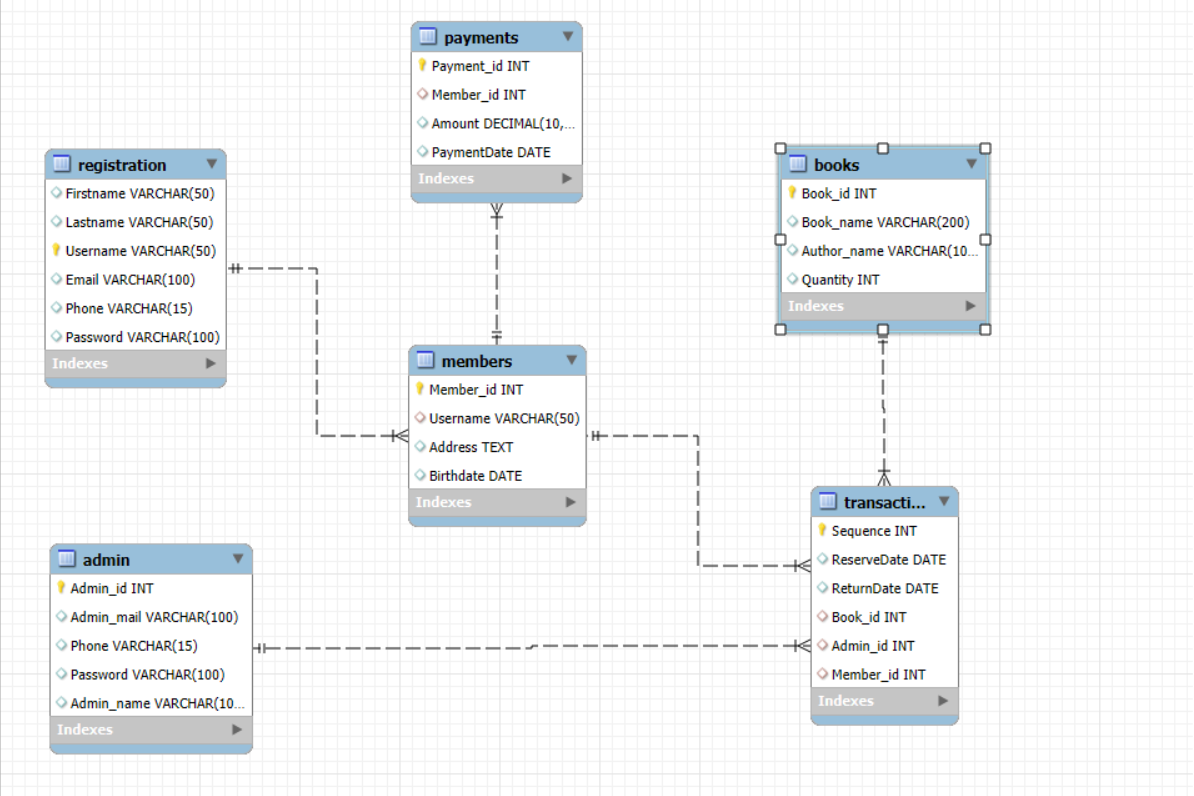 payments
Payment_id INT
Member_id INT
Amount DECIMAL(10,...
PaymentDate DATE
Indexes
registration
Firstname VARCHAR(50)
Lastname VARCHAR(50)
Username VARCHAR(50)
Email VARCHAR(100)
Phone VARCHAR(15)
Password VARCHAR(100)
Indexes
books
Book_id INT
Book_name VARCHAR(200)
Author_name VARCHAR(10...
Quantity INT
Indexes
members
Member_id INT
Username VARCHAR(50)
Address TEXT
Birthdate DATE
Indexes
admin
Admin_id INT
Admin_mail VARCHAR(100)
Phone VARCHAR(15)
Password VARCHAR(100)
Admin_name VARCHAR(10...
Indexes
transacti...
Sequence INT
ReserveDate DATE
ReturnDate DATE
Book_id INT
Admin_id INT
Member_id INT
Indexes